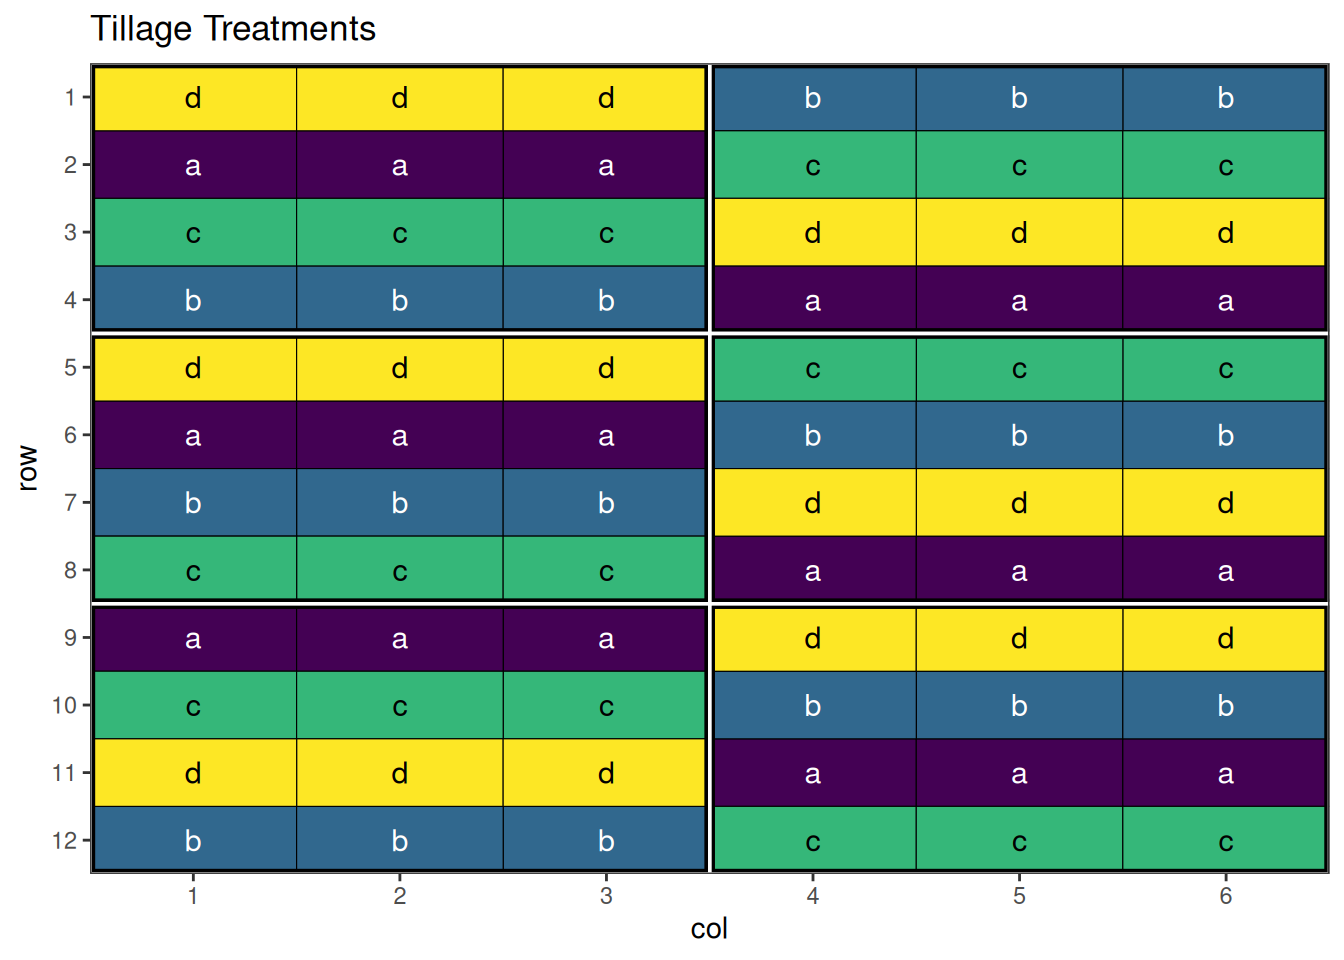 Tillage Treatments
1 d d d b b b
2 a a a c c c
3 c c c d d d
4 b b b a a a
5 d d d c c c
6 a a a b b b
7 b b b d d d
8 c c c a a a
9 a a a d d d
10 c c c b b b
11 d d d a a a
12 b b b c c c
row
1 2 3 4 5 6
col